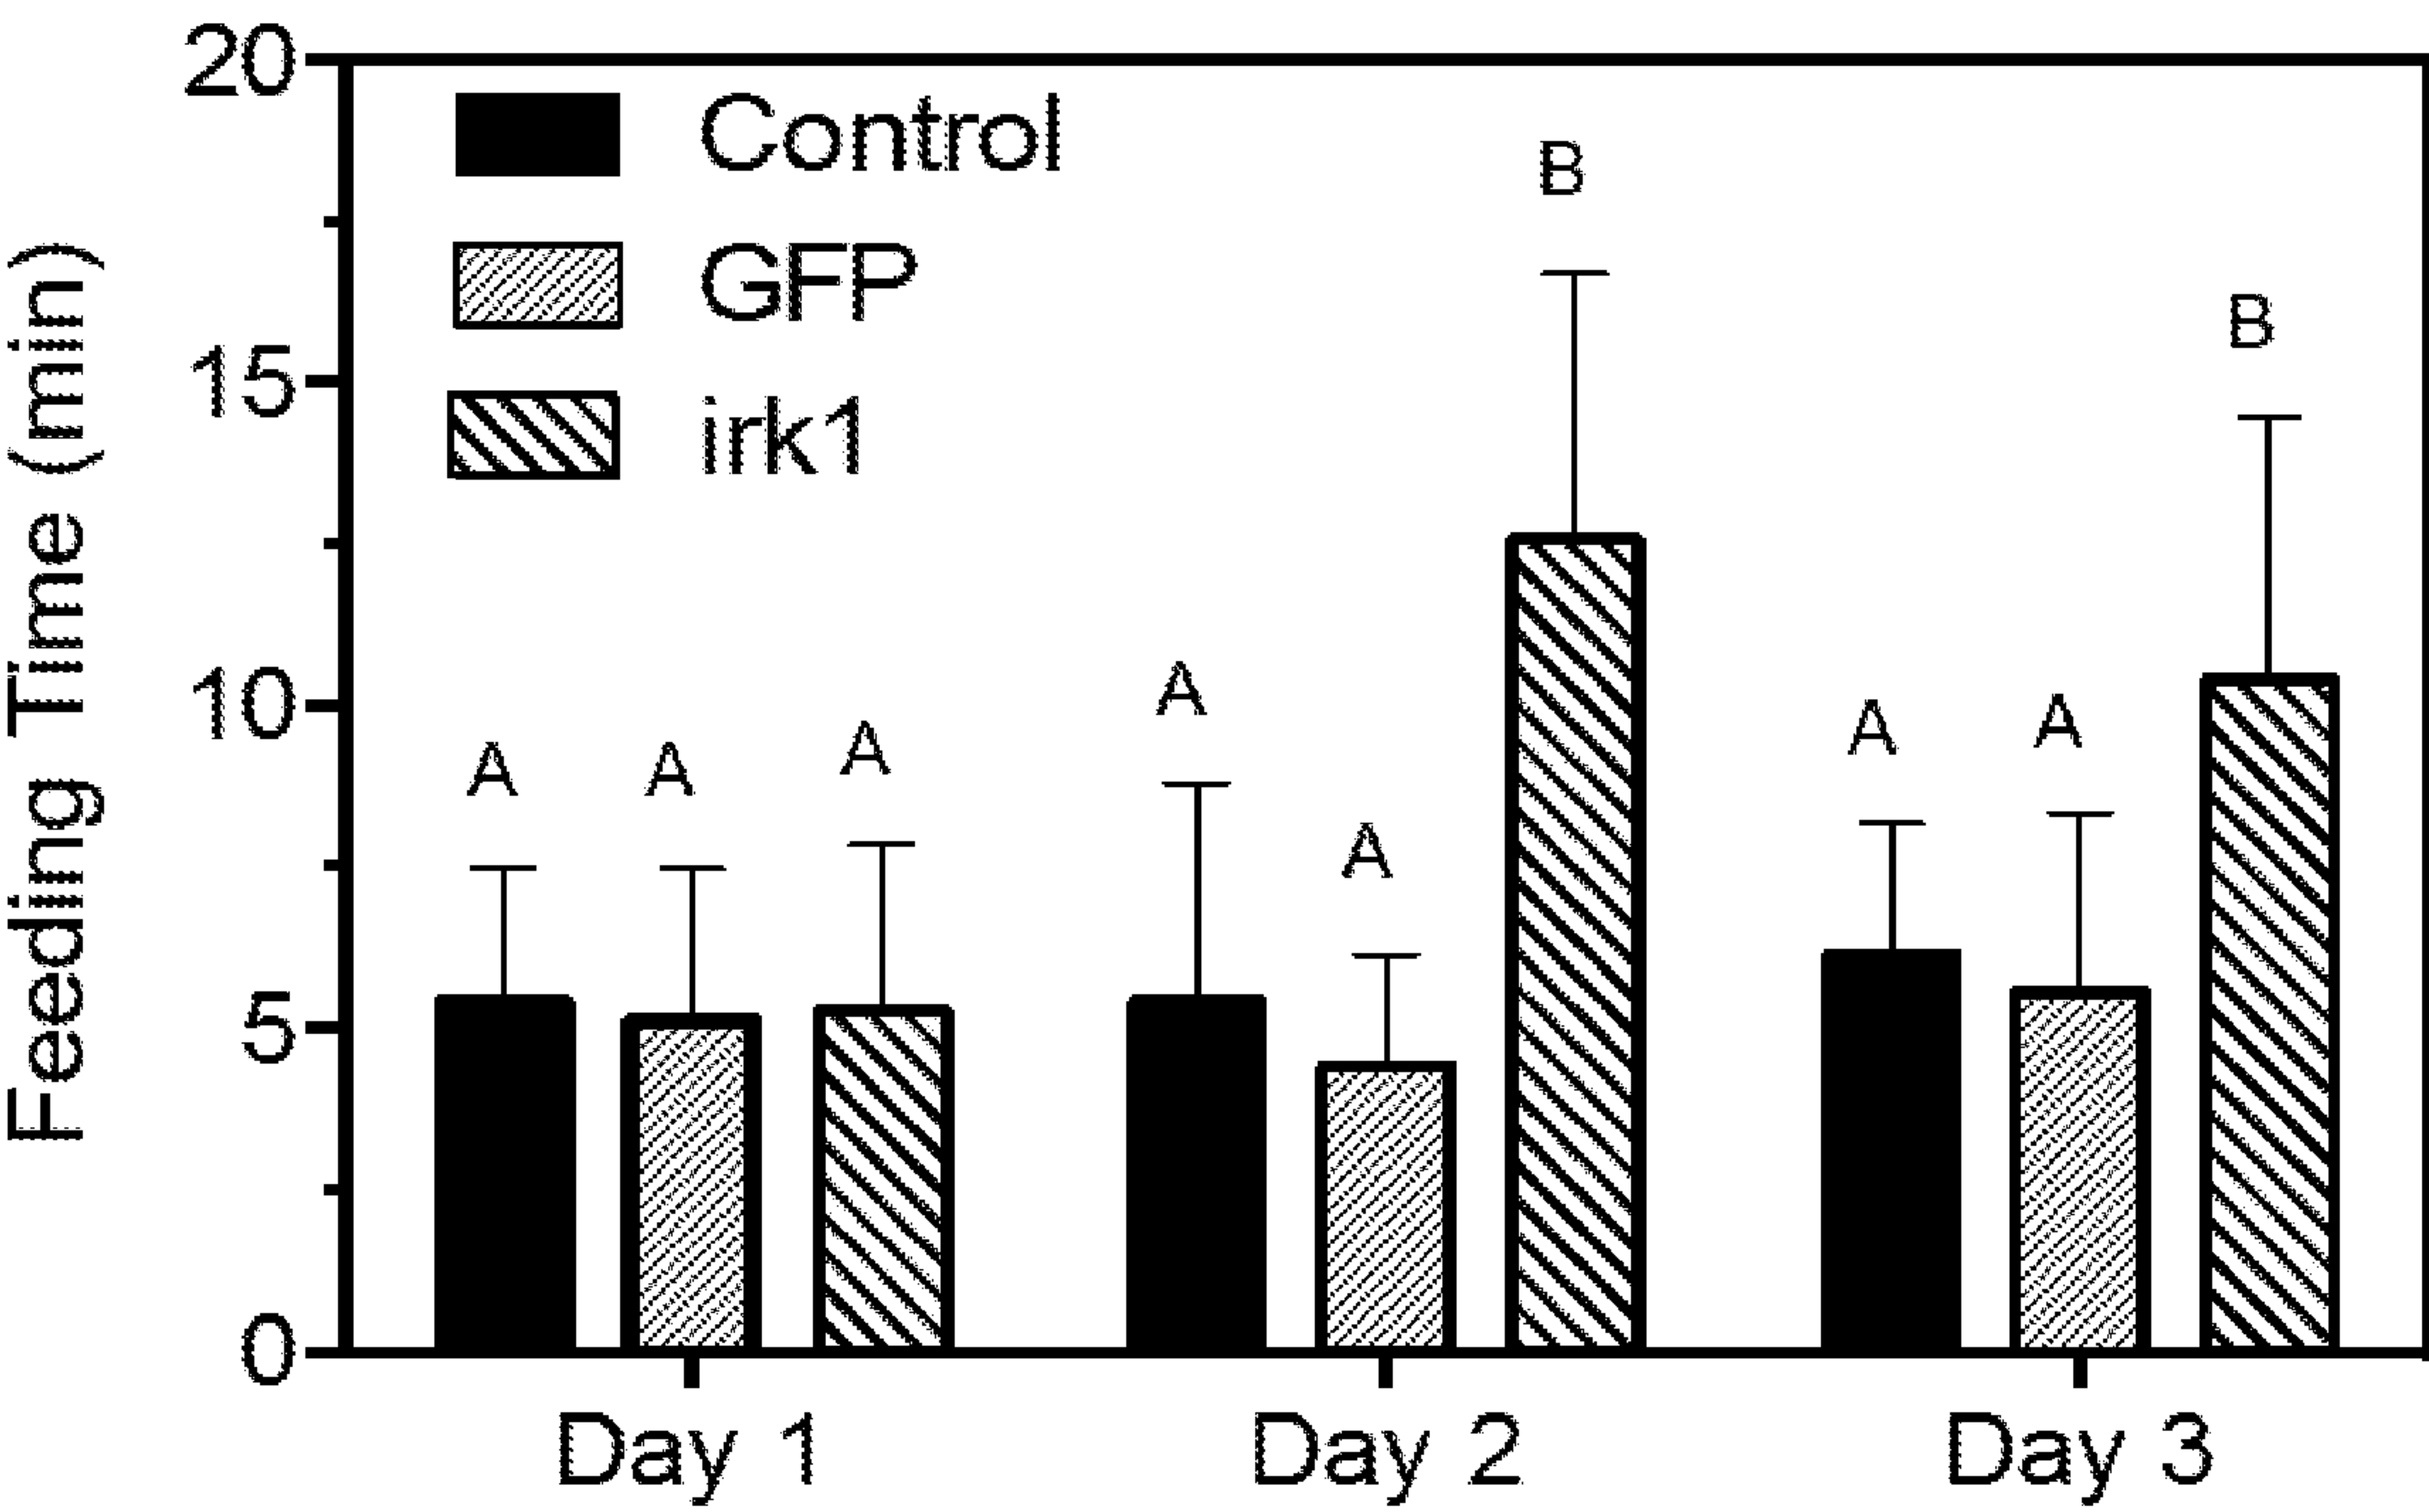 Feeding Time (min)
20
15
10
5
0
Control
GFP
irk1
A
A
A
A
A
B
A
A
B
Day 1
Day 2
Day 3